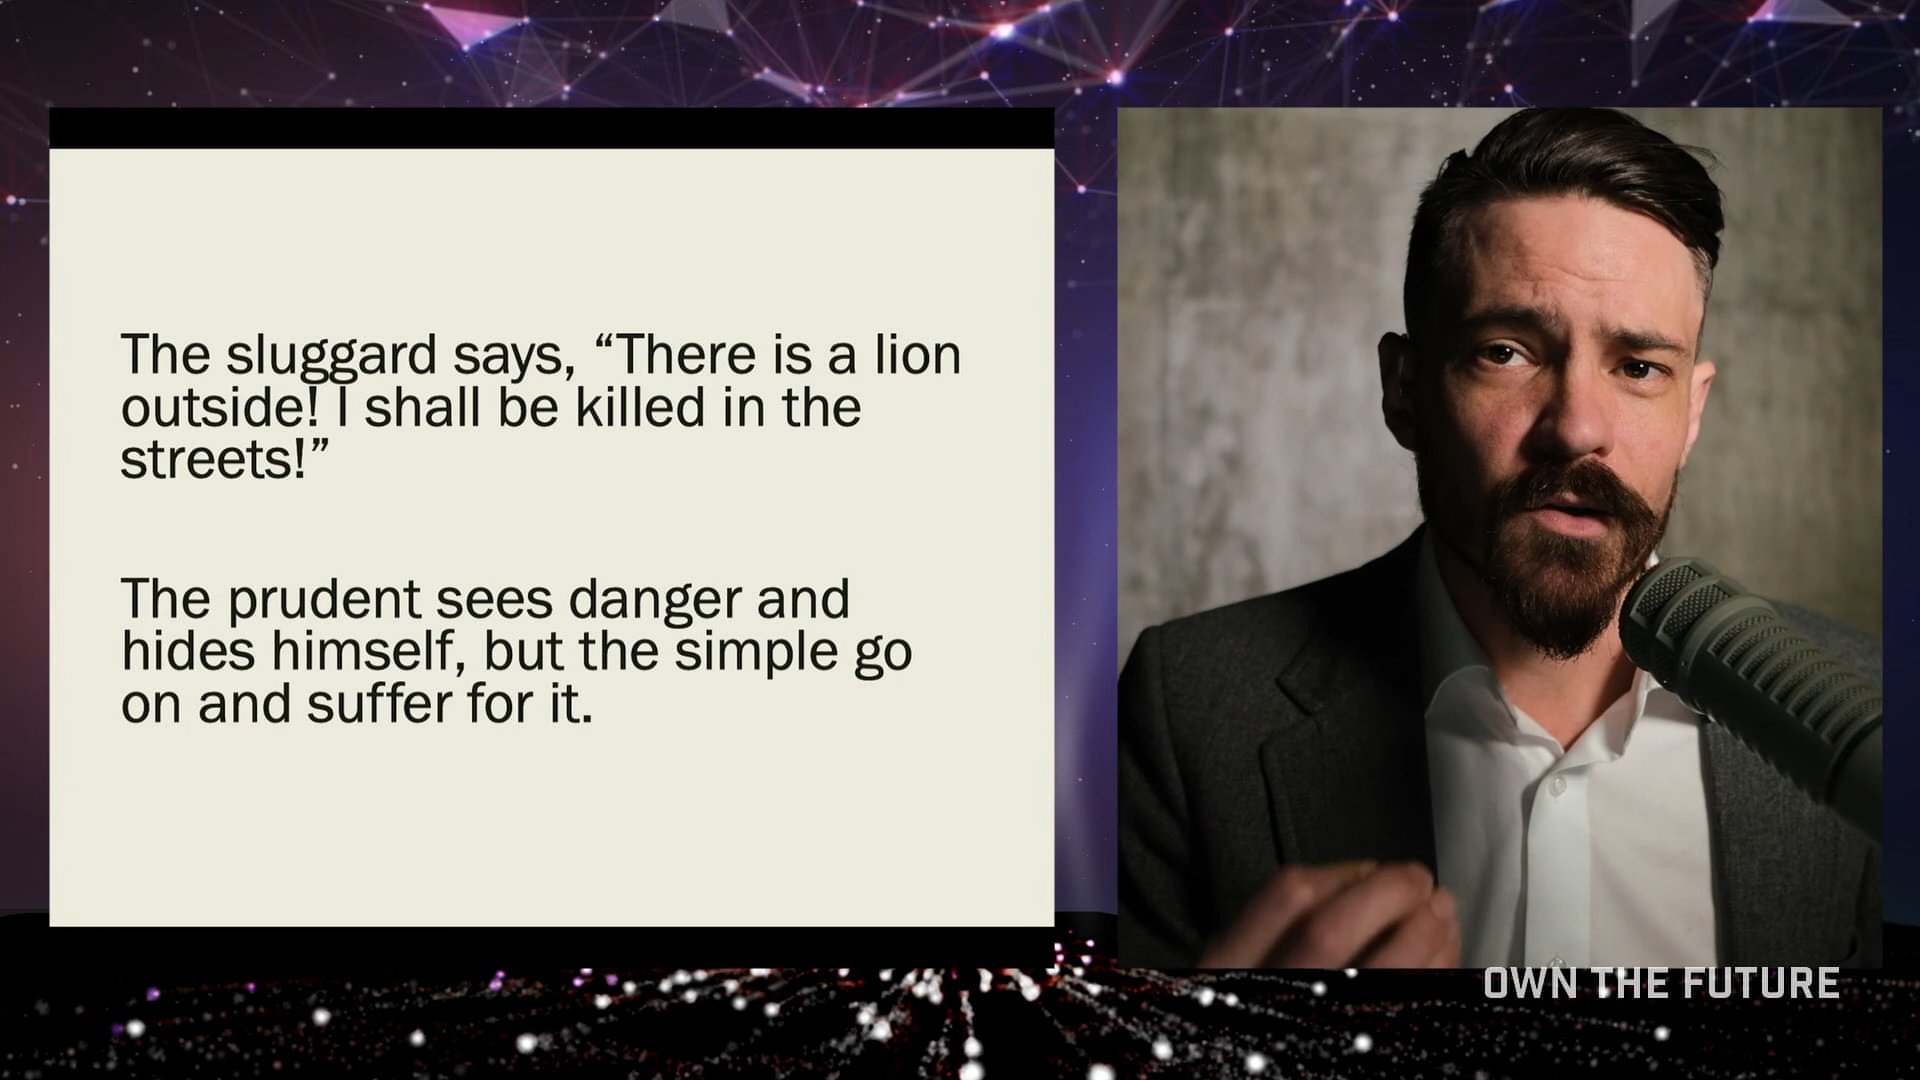 The sluggard says, “There is a lion
outside! I shall be killed in the
streets!”
The prudent sees danger and
hides himself, but the simple go
on and suffer for it.
OWN THE FUTURE